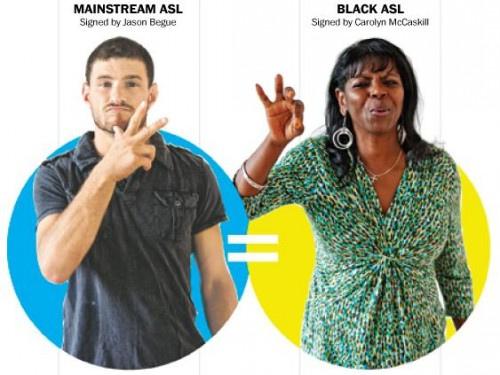 MAINSTREAM ASL
Signed by Jason Begue
BLACK ASL
Signed by Carolyn McCaskill
=